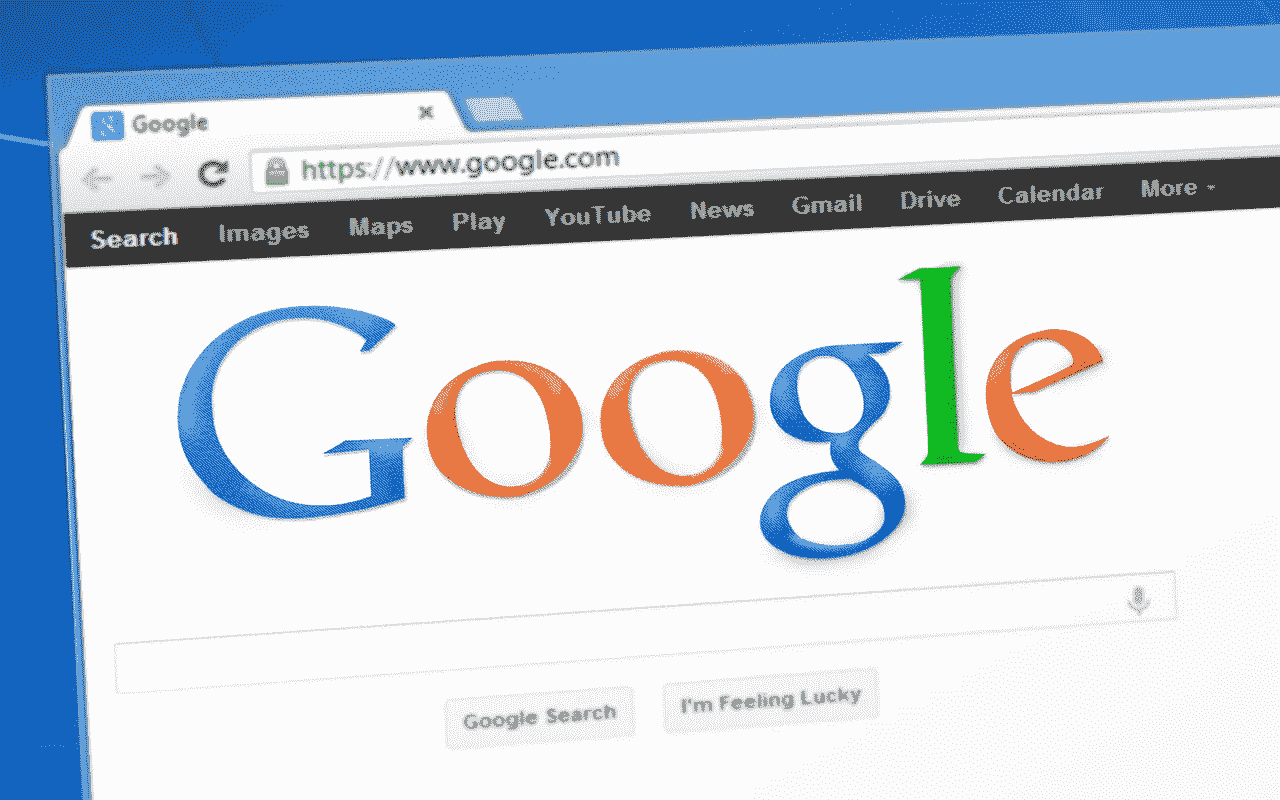 Google
https://www.google.com
Search Images Maps Play YouTube News Gmail Drive Calendar More
Google
Google Search I'm Feeling Lucky